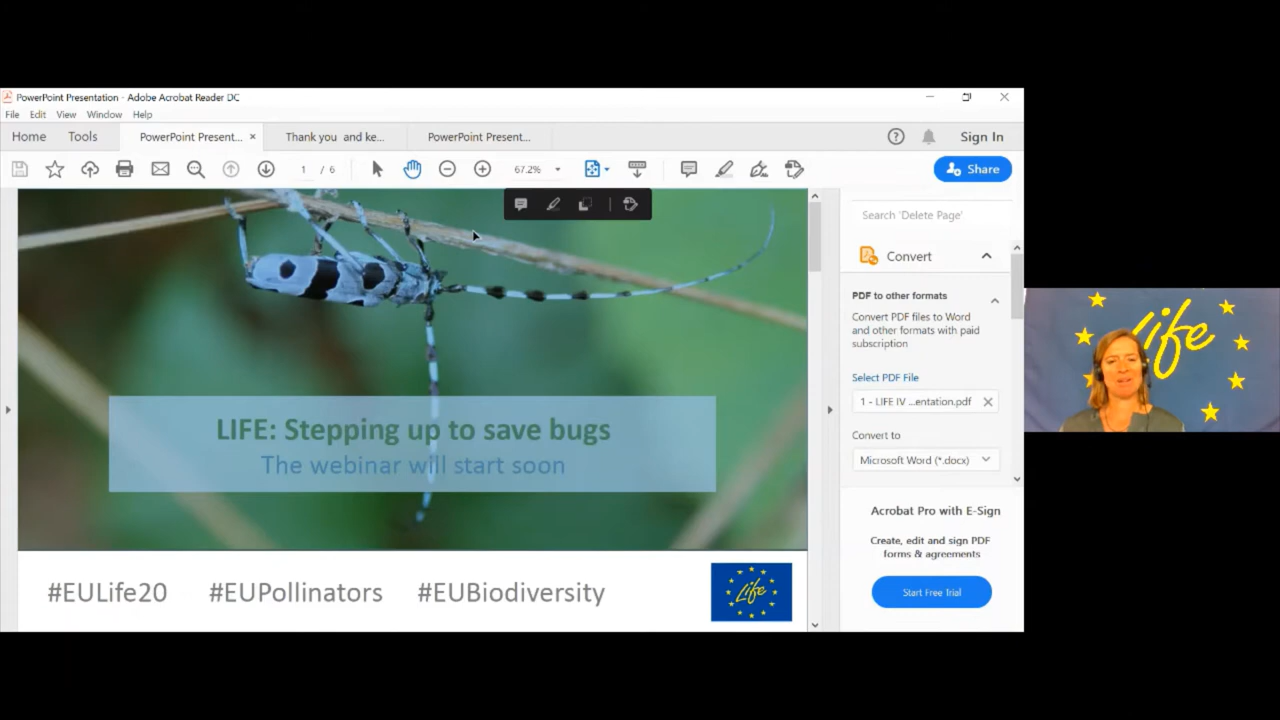 PowerPoint Presentation - Adobe Acrobat Reader DC
File Edit View Window Help
Home Tools PowerPoint Present... × Thank you and ke... PowerPoint Present... Sign In
1 / 6 67.2% Share
Search 'Delete Page'
Convert
PDF to other formats
Convert PDF files to Word
and other formats with paid
subscription
Select PDF File
1 - LIFE IV ...entation.pdf
Convert to
Microsoft Word (*.docx)
Acrobat Pro with E-Sign
Create, edit and sign PDF
forms & agreements
Start Free Trial
LIFE: Stepping up to save bugs
The webinar will start soon
#EULife20 #EUPollinators #EUBiodiversity
Life
Life